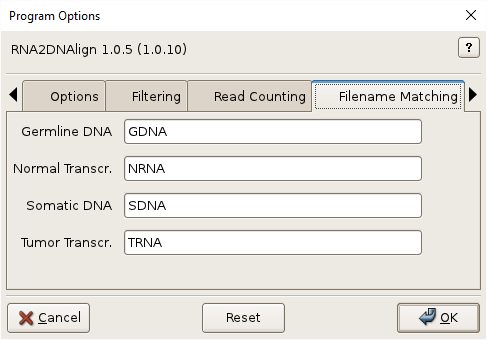 Program Options
RNA2DNAlign 1.0.5 (1.0.10)
?
Options Filtering Read Counting Filename Matching
Germline DNA GDNA
Normal Transcr. NRNA
Somatic DNA SDNA
Tumor Transcr. TRNA
Cancel Reset OK